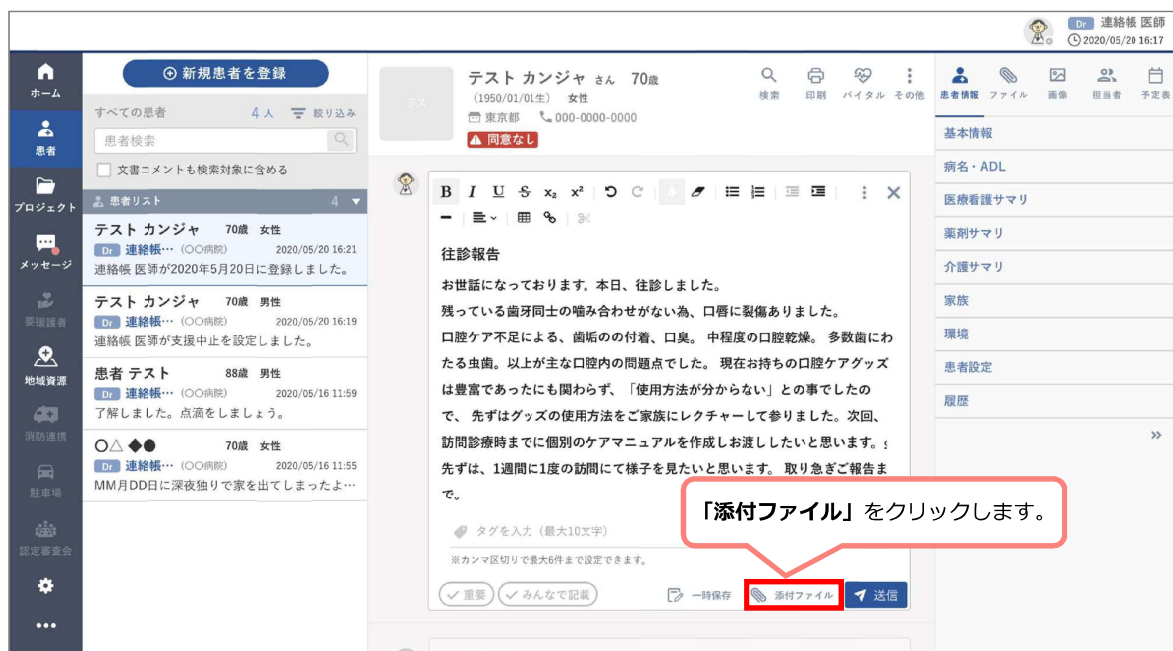 Dr 連絡帳 医師
2020/05/20 16:17
ホーム
患者
プロジェクト
メッセージ
要援護者
地域資源
消防連携
駐車場
認定審査会
新規患者を登録
すべての患者 4人 絞り込み
患者検索
文書コメントも検索対象に含める
患者リスト 4 ▼
テスト カンジャ 70歳 女性
Dr 連絡帳… (〇〇病院) 2020/05/20 16:21
連絡帳 医師が2020年5月20日に登録しました。
テスト カンジャ 70歳 男性
Dr 連絡帳… (〇〇病院) 2020/05/20 16:19
連絡帳 医師が支援中止を設定しました。
患者 テスト 88歳 男性
Dr 連絡帳… (〇〇病院) 2020/05/16 11:59
了解しました。点滴をしましょう。
〇△ ◆● 70歳 女性
Dr 連絡帳… (〇〇病院) 2020/05/16 11:55
MM月DD日に深夜独りで家を出てしまったよ…
テスト
テスト カンジャ さん 70歳
(1950/01/01生) 女性
東京都 000-0000-0000
同意なし
検索 印刷 バイタル その他
B I U S x₂ x²
往診報告
お世話になっております。本日、往診しました。
残っている歯牙同士の噛み合わせがない為、口唇に裂傷ありました。
口腔ケア不足による、歯垢のの付着、口臭。 中程度の口腔乾燥。 多数歯にわ
たる虫歯。以上が主な口腔内の問題点でした。 現在お持ちの口腔ケアグッズ
は豊富であったにも関わらず、「使用方法が分からない」との事でしたの
で、 先ずはグッズの使用方法をご家族にレクチャーして参りました。次回、
訪問診療時までに個別のケアマニュアルを作成しお渡ししたいと思います。
先ずは、1週間に1度の訪問にて様子を見たいと思います。 取り急ぎご報告ま
で。
タグを入力(最大10文字)
※カンマ区切りで最大6件まで設定できます。
重要 みんなで記載 一時保存 添付ファイル 送信
「添付ファイル」をクリックします。
患者情報 ファイル 画像 担当者 予定表
基本情報
病名・ADL
医療看護サマリ
薬剤サマリ
介護サマリ
家族
環境
患者設定
履歴